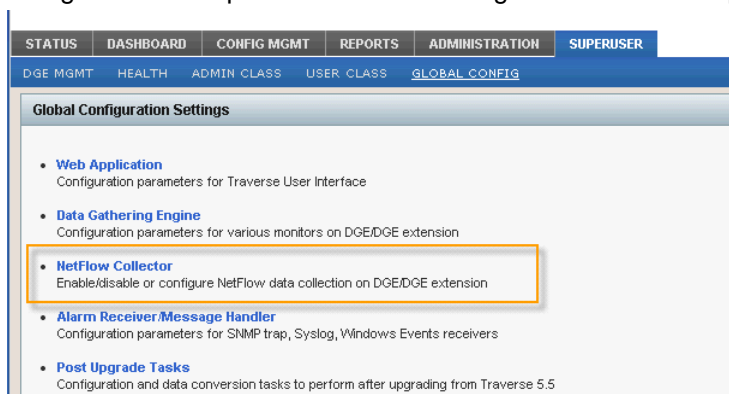 STATUS DASHBOARD CONFIG MGMT REPORTS ADMINISTRATION SUPERUSER
DGE MGMT HEALTH ADMIN CLASS USER CLASS GLOBAL CONFIG
Global Configuration Settings
• Web Application
Configuration parameters for Traverse User Interface
• Data Gathering Engine
Configuration parameters for various monitors on DGE/DGE extension
• NetFlow Collector
Enable/disable or configure NetFlow data collection on DGE/DGE extension
• Alarm Receiver/Message Handler
Configuration parameters for SNMP trap, Syslog, Windows Events receivers
• Post Upgrade Tasks
Configuration and data conversion tasks to perform after upgrading from Traverse 5.5